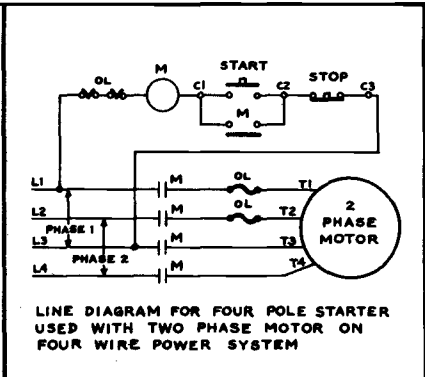 OL M START STOP
C1 C2 C3
M
L1 M OL T1
L2 M OL T2
PHASE 1
L3 M T3
PHASE 2
L4 M T4
2
PHASE
MOTOR
LINE DIAGRAM FOR FOUR POLE STARTER
USED WITH TWO PHASE MOTOR ON
FOUR WIRE POWER SYSTEM